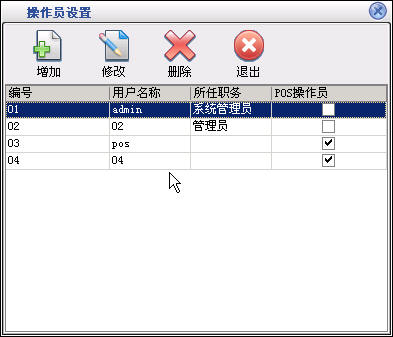 操作员设置
增加 修改 删除 退出
编号 用户名称 所任职务 POS操作员
01 admin 系统管理员
02 02 管理员
03 pos
04 04